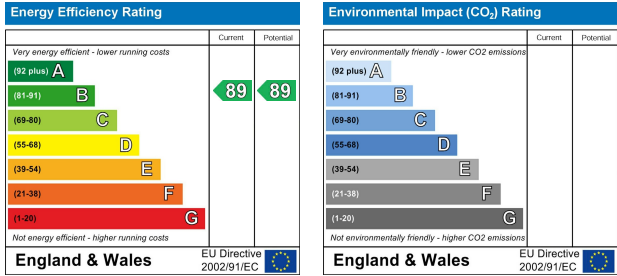 Energy Efficiency Rating
Current Potential
Very energy efficient - lower running costs
(92 plus) A
(81-91) B
89 89
(69-80) C
(55-68) D
(39-54) E
(21-38) F
(1-20) G
Not energy efficient - higher running costs
England & Wales
EU Directive
2002/91/EC
Environmental Impact (CO₂) Rating
Current Potential
Very environmentally friendly - lower CO2 emissions
(92 plus) A
(81-91) B
(69-80) C
(55-68) D
(39-54) E
(21-38) F
(1-20) G
Not environmentally friendly - higher CO2 emissions
England & Wales
EU Directive
2002/91/EC